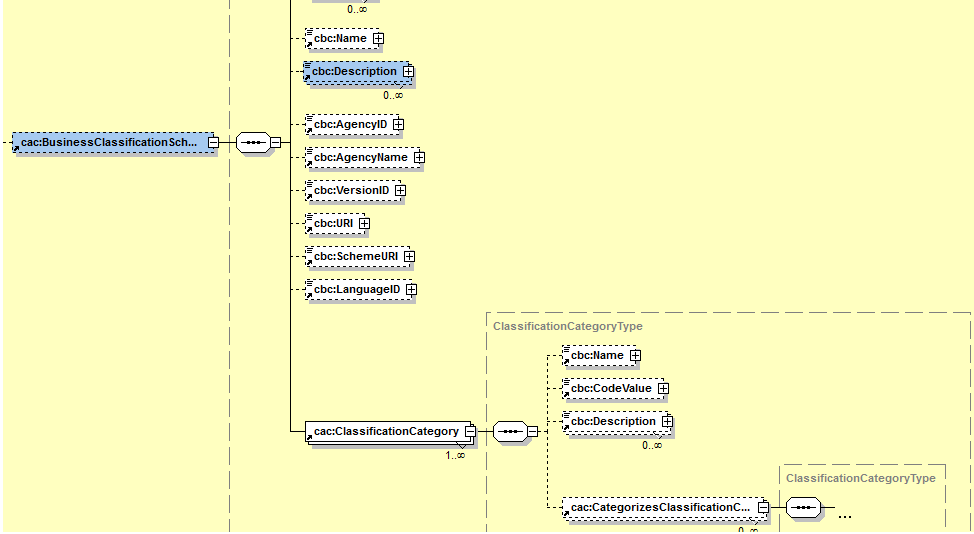 0..∞
cbc:Name
cbc:Description
0..∞
cbc:AgencyID
cac:BusinessClassificationSch...
cbc:AgencyName
cbc:VersionID
cbc:URI
cbc:SchemeURI
cbc:LanguageID
ClassificationCategoryType
cbc:Name
cbc:CodeValue
cbc:Description
cac:ClassificationCategory
0..∞
1..∞
ClassificationCategoryType
cac:CategorizesClassificationC...
...
0..∞